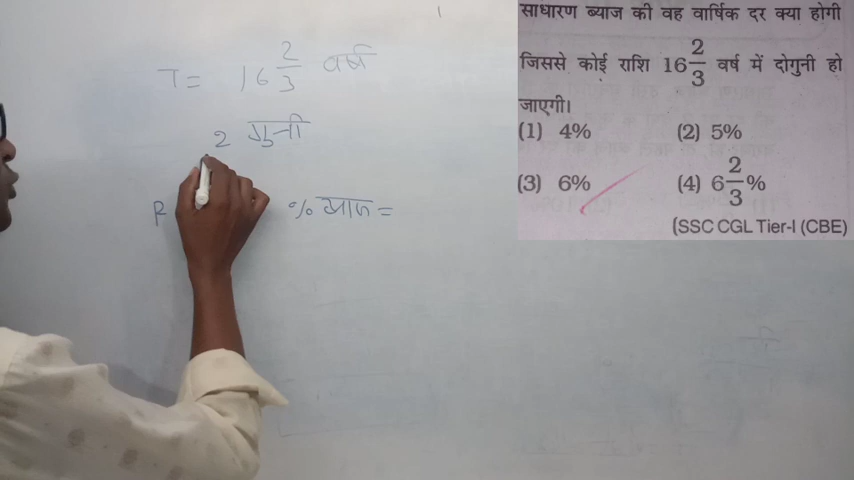 T = 16 2/3 वर्ष
2 गुनी
R % ब्याज =
साधारण ब्याज की वह वार्षिक दर क्या होगी
जिससे कोई राशि 16 2/3 वर्ष में दोगुनी हो
जाएगी।
(1) 4% (2) 5%
(3) 6% (4) 6 2/3%
(SSC CGL Tier-I (CBE)